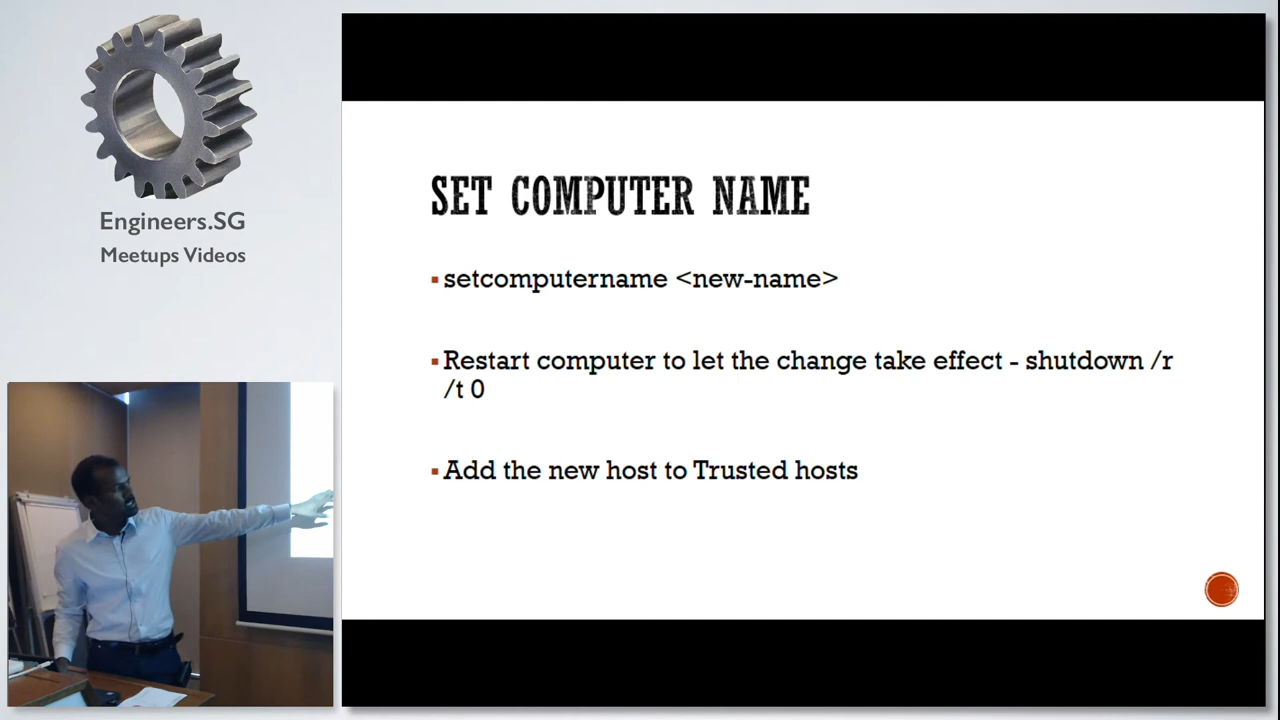 Engineers.SG
Meetups Videos
SET COMPUTER NAME
▪setcomputername <new-name>
▪Restart computer to let the change take effect - shutdown /r
/t 0
▪Add the new host to Trusted hosts